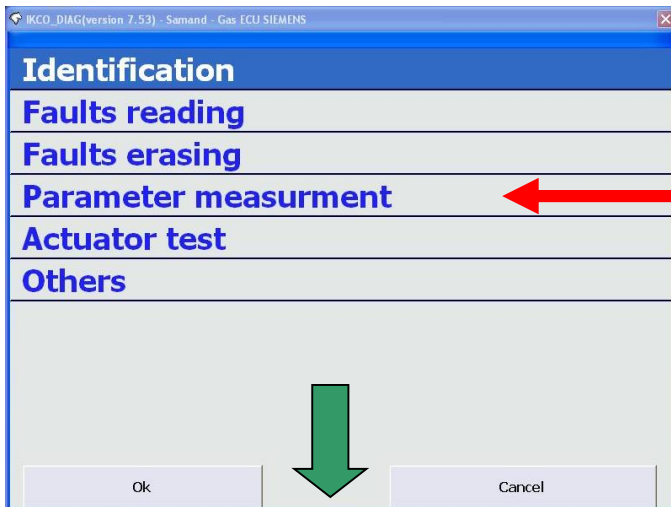 IKCO_DIAG(version 7.53) - Samand - Gas ECU SIEMENS
Identification
Faults reading
Faults erasing
Parameter measurment
Actuator test
Others
Ok Cancel